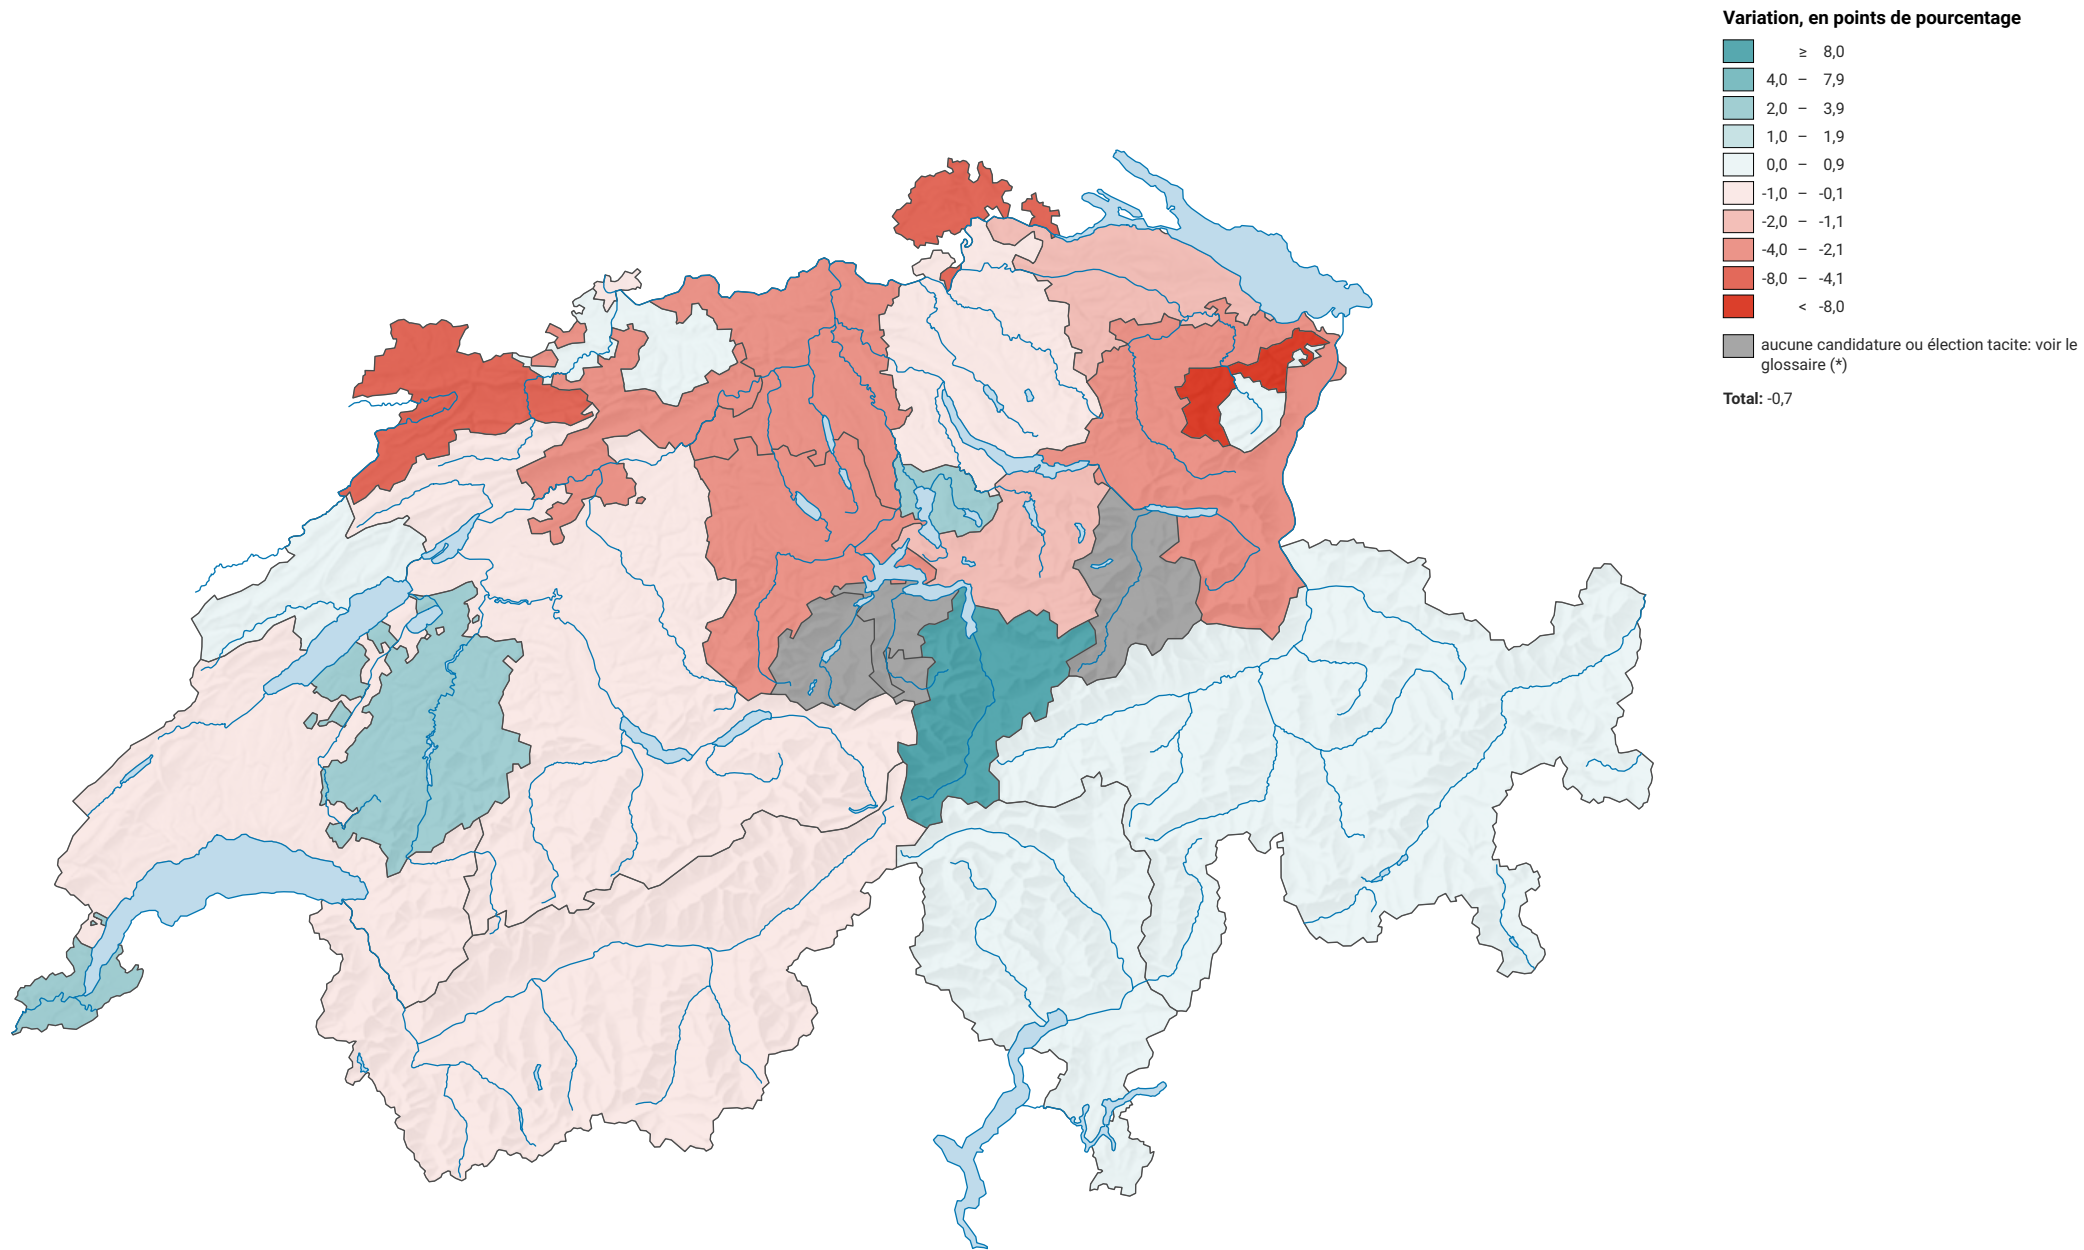 Variation, en points de pourcentage
≥ 8,0
4,0 – 7,9
2,0 – 3,9
1,0 – 1,9
0,0 – 0,9
-1,0 – -0,1
-2,0 – -1,1
-4,0 – -2,1
-8,0 – -4,1
< -8,0
aucune candidature ou élection tacite: voir le
glossaire (*)
Total: -0,7